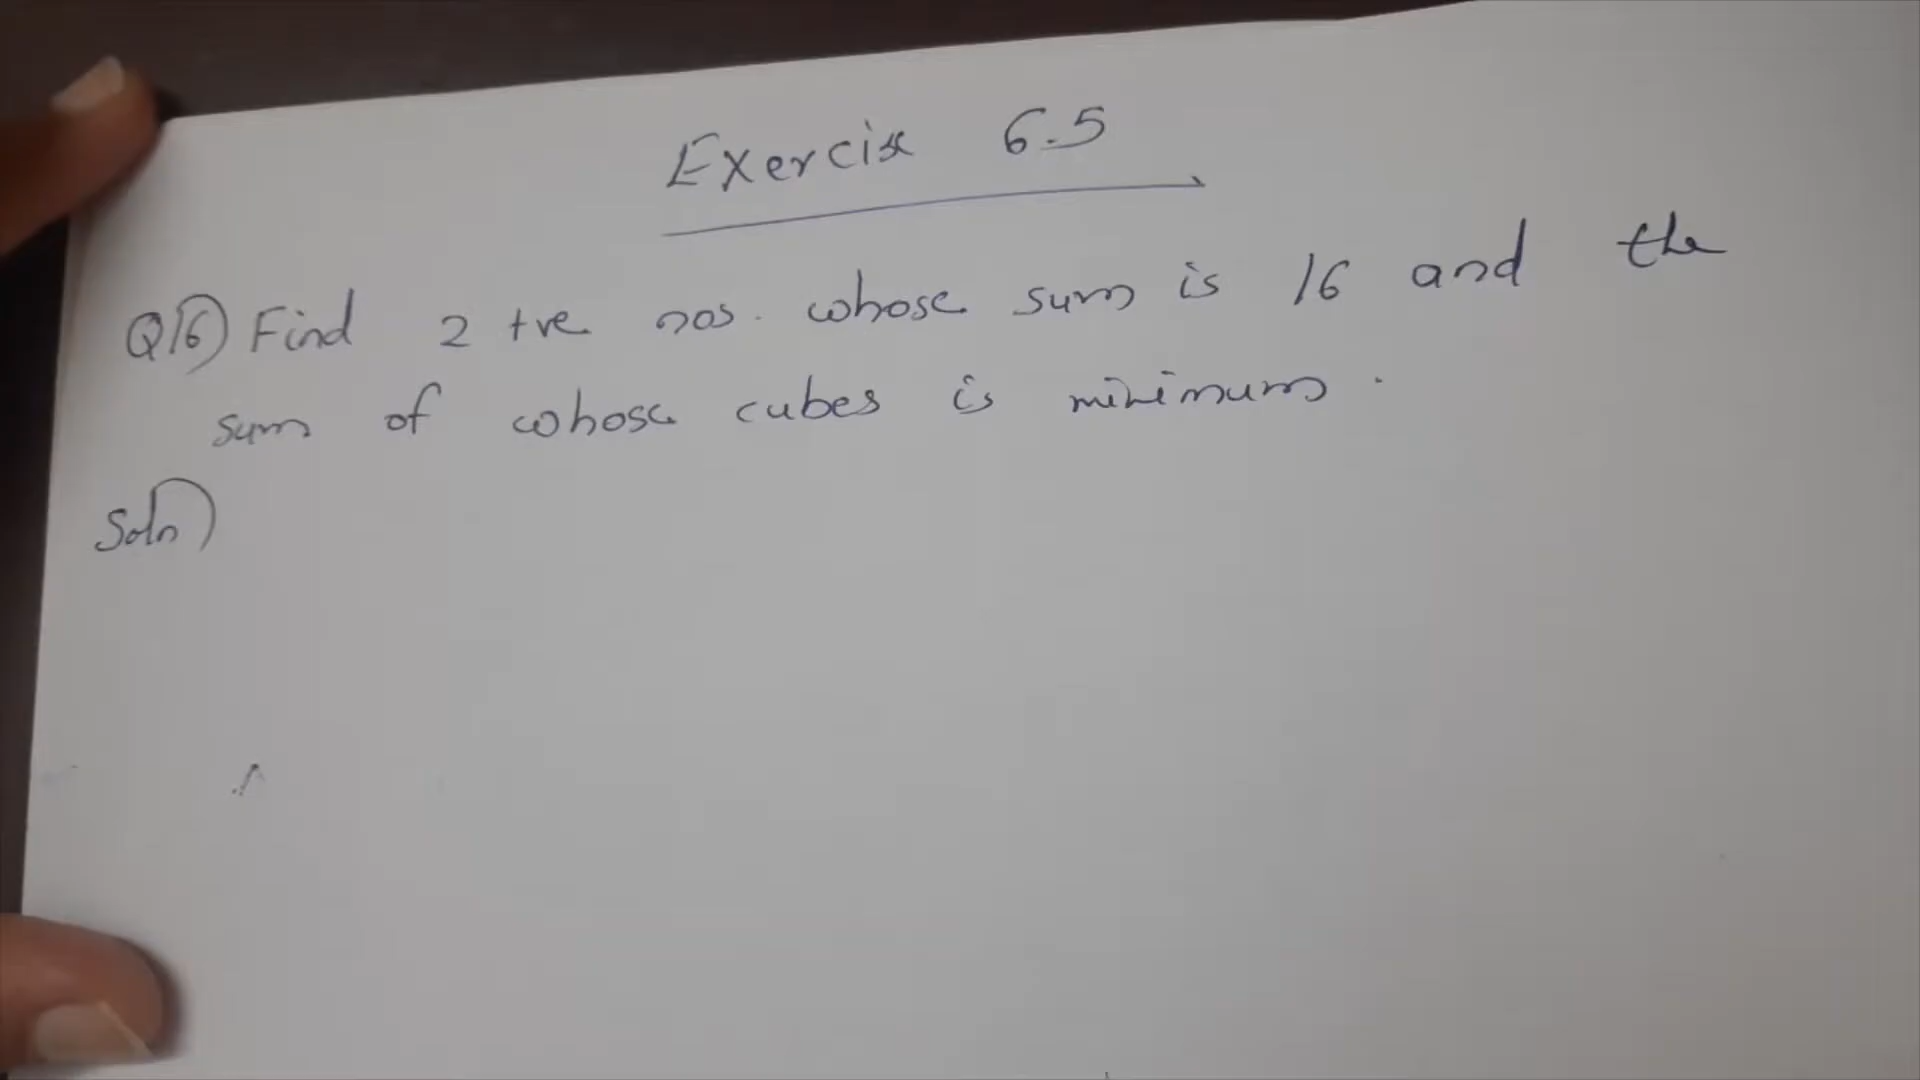 Exercise 6.5
Q16) Find 2 +ve nos. whose sum is 16 and the
sum of whose cubes is minimum.
Soln)